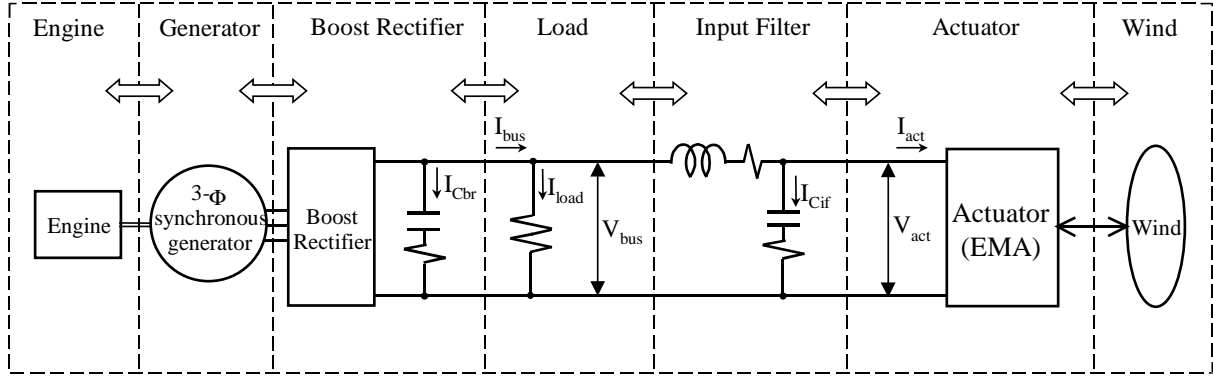 Engine
Generator
Boost Rectifier
Load
Input Filter
Actuator
Wind
I_bus
I_act
I_Cbr
I_load
I_Cif
Engine
3-Φ
synchronous
generator
Boost
Rectifier
V_bus
V_act
Actuator
(EMA)
Wind